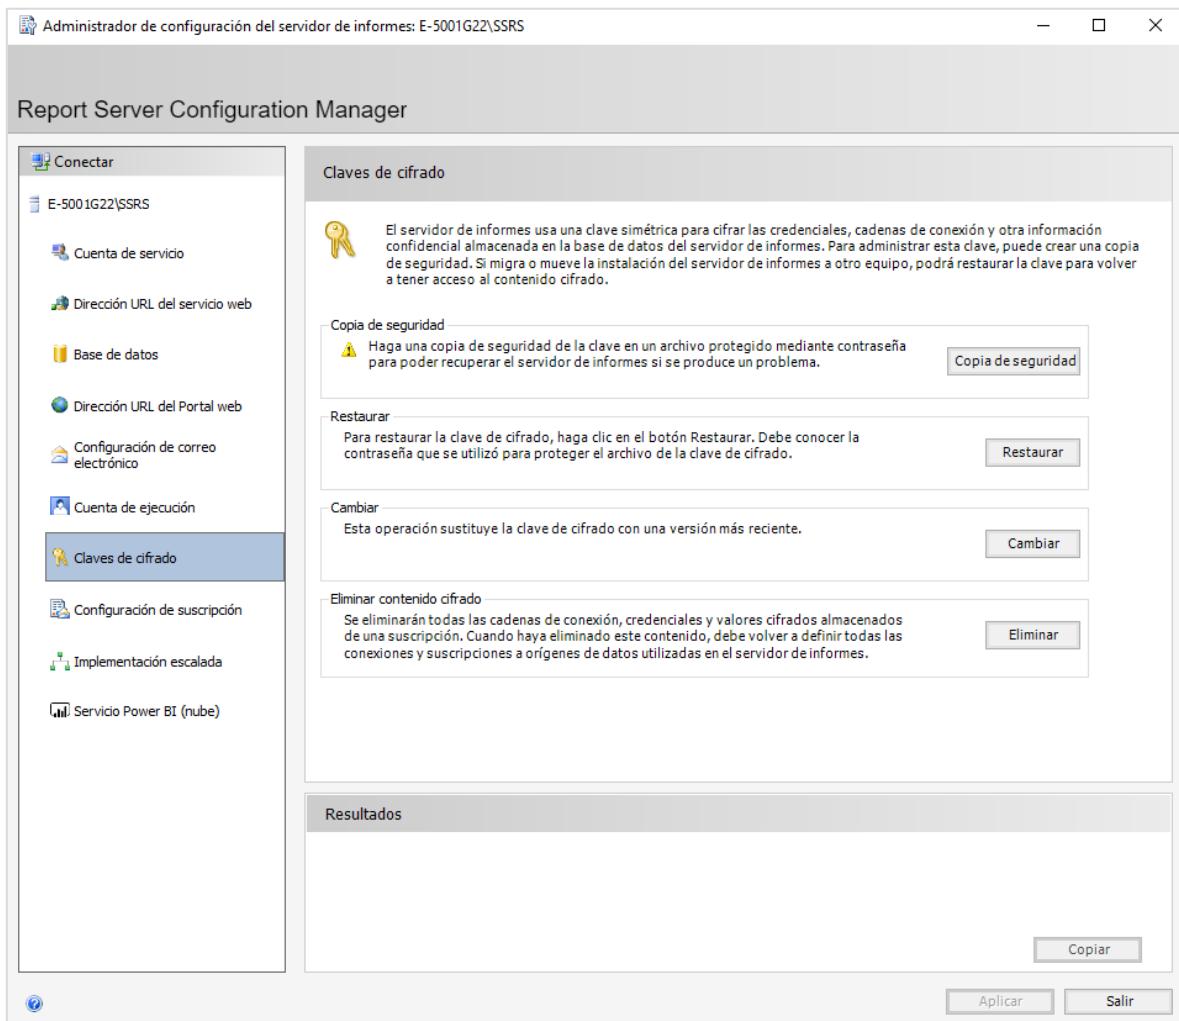 Administrador de configuración del servidor de informes: E-5001G22\SSRS
Report Server Configuration Manager
Conectar
E-5001G22\SSRS
Cuenta de servicio
Dirección URL del servicio web
Base de datos
Dirección URL del Portal web
Configuración de correo
electrónico
Cuenta de ejecución
Claves de cifrado
Configuración de suscripción
Implementación escalada
Servicio Power BI (nube)
Claves de cifrado
El servidor de informes usa una clave simétrica para cifrar las credenciales, cadenas de conexión y otra información
confidencial almacenada en la base de datos del servidor de informes. Para administrar esta clave, puede crear una copia
de seguridad. Si migra o mueve la instalación del servidor de informes a otro equipo, podrá restaurar la clave para volver
a tener acceso al contenido cifrado.
Copia de seguridad
Haga una copia de seguridad de la clave en un archivo protegido mediante contraseña
para poder recuperar el servidor de informes si se produce un problema.
Copia de seguridad
Restaurar
Para restaurar la clave de cifrado, haga clic en el botón Restaurar. Debe conocer la
contraseña que se utilizó para proteger el archivo de la clave de cifrado.
Restaurar
Cambiar
Esta operación sustituye la clave de cifrado con una versión más reciente.
Cambiar
Eliminar contenido cifrado
Se eliminarán todas las cadenas de conexión, credenciales y valores cifrados almacenados
de una suscripción. Cuando haya eliminado este contenido, debe volver a definir todas las
conexiones y suscripciones a orígenes de datos utilizadas en el servidor de informes.
Eliminar
Resultados
Copiar
Aplicar
Salir